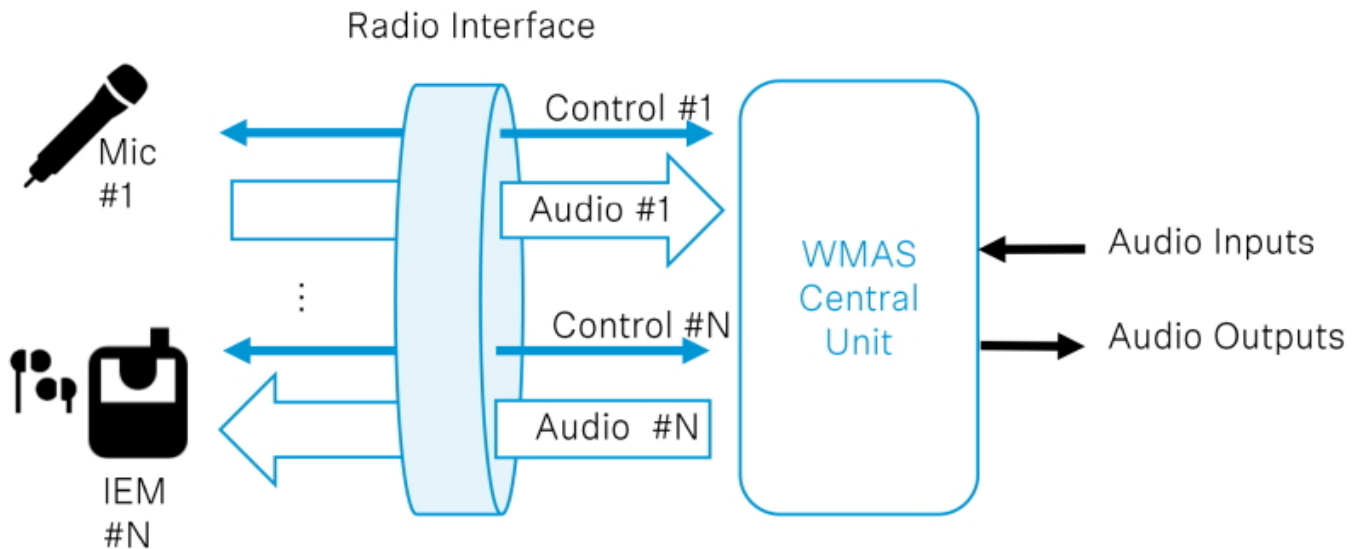 Radio Interface
Mic
#1
Control #1
Audio #1
⋮
Control #N
Audio #N
IEM
#N
WMAS
Central
Unit
Audio Inputs
Audio Outputs